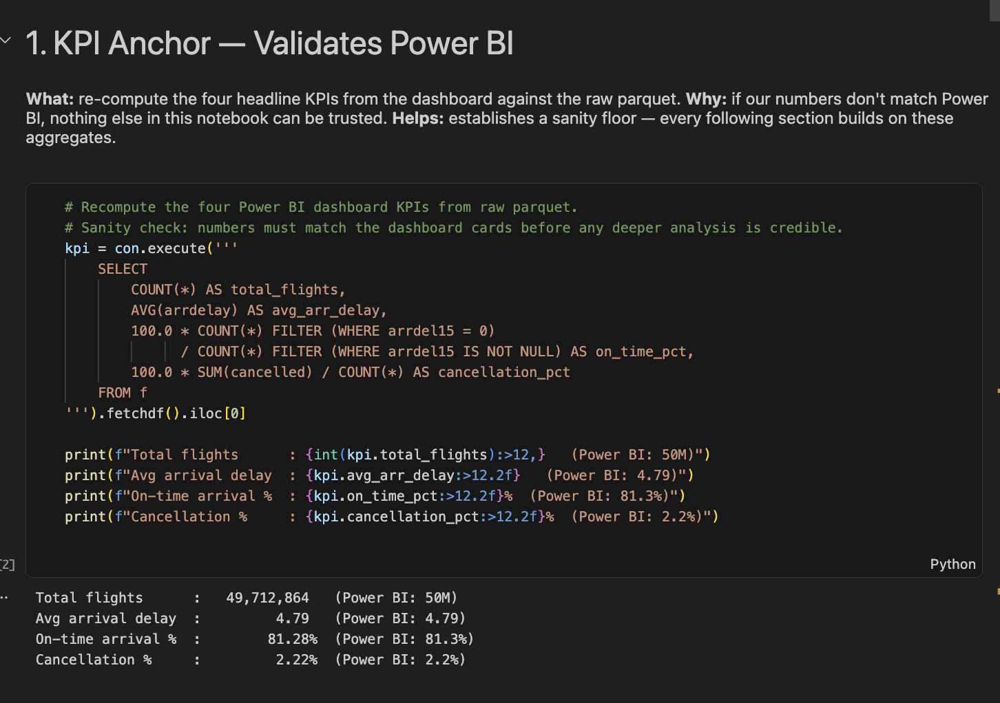 1. KPI Anchor — Validates Power BI
What: re-compute the four headline KPIs from the dashboard against the raw parquet. Why: if our numbers don't match Power
BI, nothing else in this notebook can be trusted. Helps: establishes a sanity floor — every following section builds on these
aggregates.
# Recompute the four Power BI dashboard KPIs from raw parquet.
# Sanity check: numbers must match the dashboard cards before any deeper analysis is credible.
kpi = con.execute('''
    SELECT
        COUNT(*) AS total_flights,
        AVG(arrdelay) AS avg_arr_delay,
        100.0 * COUNT(*) FILTER (WHERE arrdel15 = 0)
              / COUNT(*) FILTER (WHERE arrdel15 IS NOT NULL) AS on_time_pct,
        100.0 * SUM(cancelled) / COUNT(*) AS cancellation_pct
    FROM f
''').fetchdf().iloc[0]
print(f"Total flights      : {int(kpi.total_flights):>12,}   (Power BI: 50M)")
print(f"Avg arrival delay  : {kpi.avg_arr_delay:>12.2f}   (Power BI: 4.79)")
print(f"On-time arrival %  : {kpi.on_time_pct:>12.2f}%  (Power BI: 81.3%)")
print(f"Cancellation %     : {kpi.cancellation_pct:>12.2f}%  (Power BI: 2.2%)")
[2]
Python
Total flights      :   49,712,864   (Power BI: 50M)
Avg arrival delay  :         4.79   (Power BI: 4.79)
On-time arrival %  :        81.28%  (Power BI: 81.3%)
Cancellation %     :         2.22%  (Power BI: 2.2%)